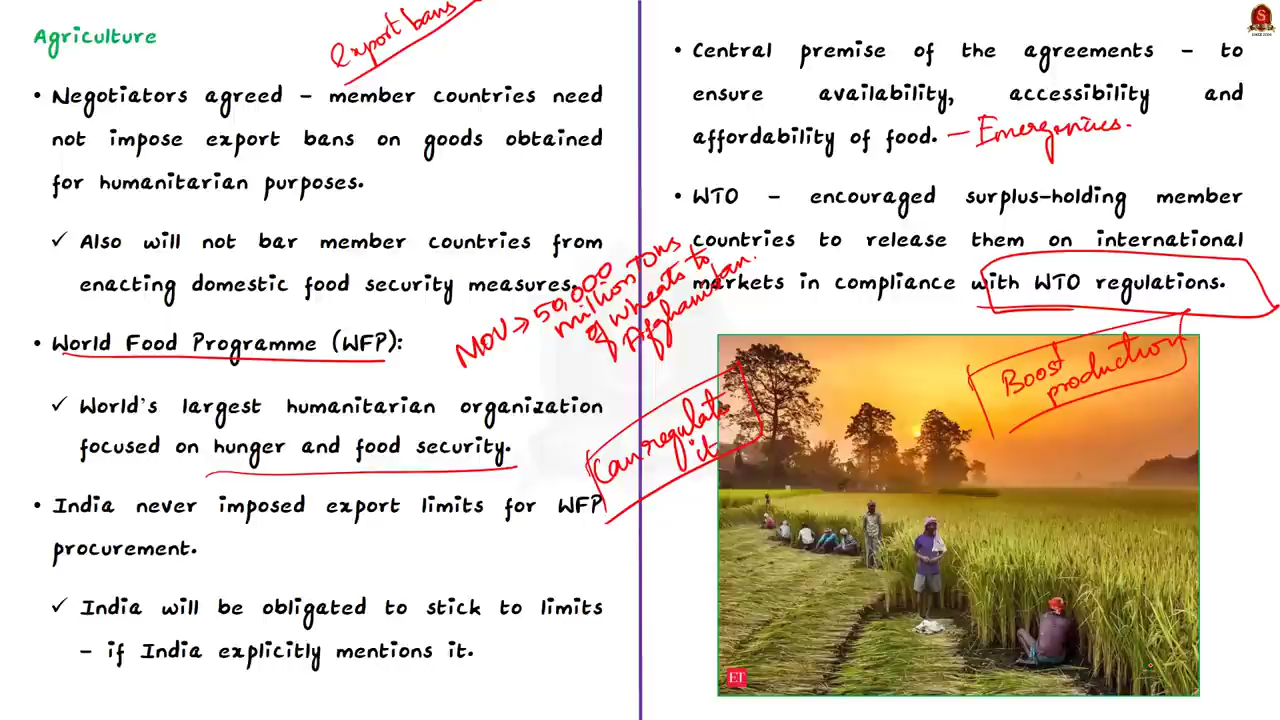 Agriculture
export bans
• Negotiators agreed – member countries need
not impose export bans on goods obtained
for humanitarian purposes.
✓ Also will not bar member countries from
enacting domestic food security measures.
• World Food Programme (WFP):
✓ World's largest humanitarian organization
focused on hunger and food security.
• India never imposed export limits for WFP
procurement.
✓ India will be obligated to stick to limits
– if India explicitly mentions it.
MOU → 50,000
million tons
of wheats to
Afghanistan.
Can regulate
it
• Central premise of the agreements – to
ensure availability, accessibility and
affordability of food. – Emergencies.
• WTO – encouraged surplus-holding member
countries to release them on international
markets in compliance with WTO regulations.
Boost
production
ET
S
SINCE 2004